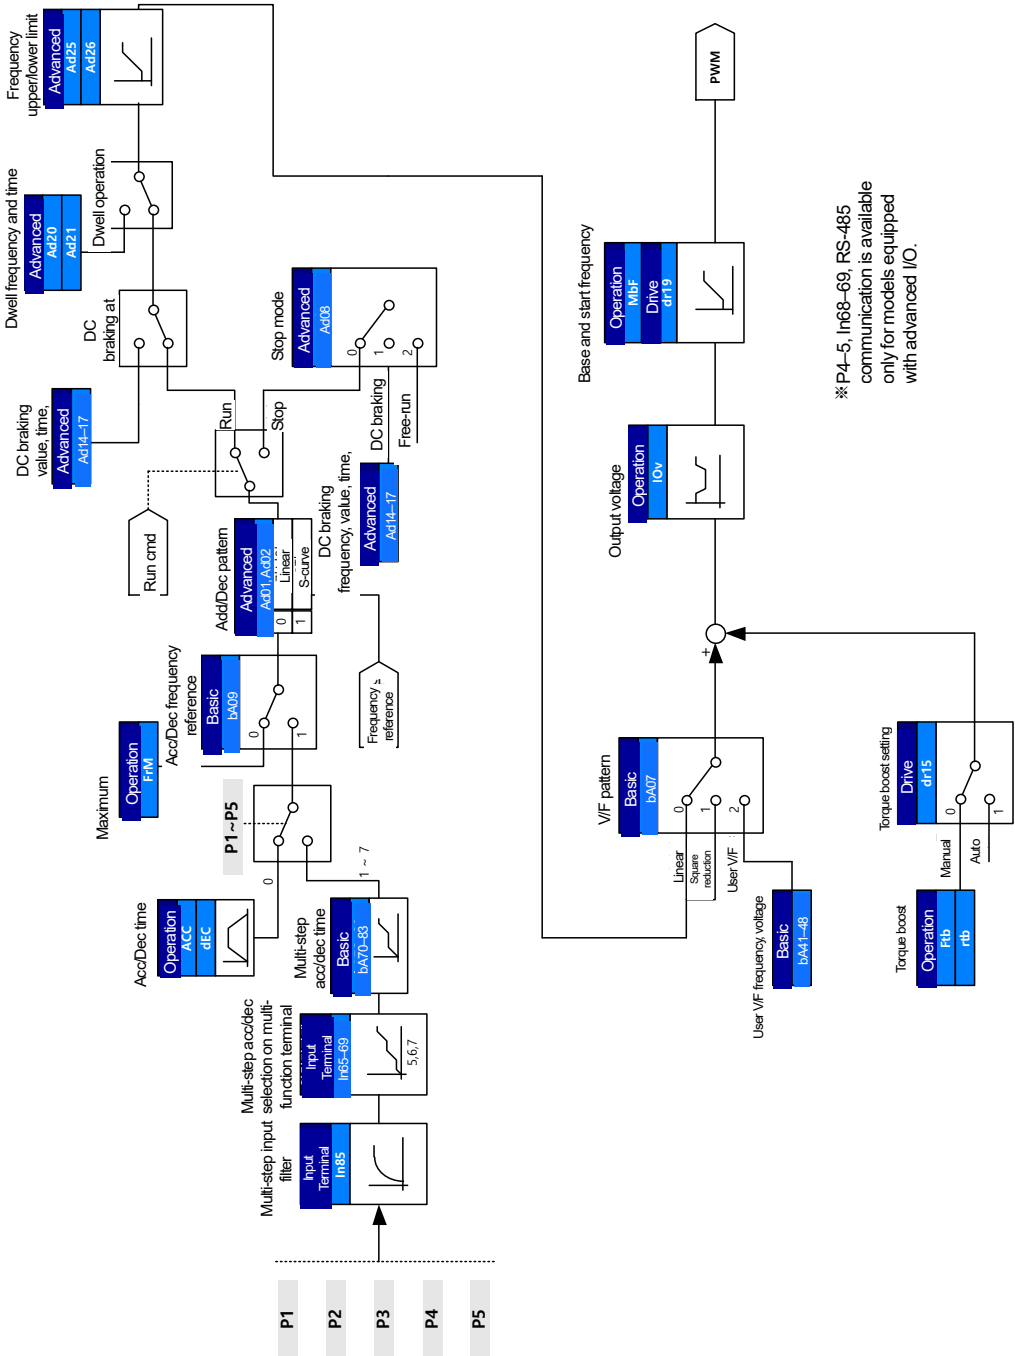 P1
P2
P3
P4
P5
Multi-step input
filter
Input
Terminal
In85
Multi-step acc/dec
selection on multi-
function terminal
Input
Terminal
In65–69
5,6,7
Acc/Dec time
Operation
ACC
dEC
Multi-step
acc/dec time
Basic
bA70–83
0
1 ~ 7
P1~P5
Maximum
Operation
FrM
Acc/Dec frequency
reference
Basic
bA09
0
1
Frequency
reference
Add/Dec pattern
Advanced
Ad01, Ad02
0
Linear
1
S-curve
Run cmd
Run
Stop
DC braking
frequency, value, time,
Advanced
Ad14–17
DC braking
Free-run
Stop mode
Advanced
Ad08
0
1
2
DC braking
value, time,
Advanced
Ad14–17
DC
braking at
Dwell frequency and time
Advanced
Ad20
Ad21
Dwell operation
Frequency
upper/lower limit
Advanced
Ad25
Ad26
User V/F frequency, voltage
Basic
bA41–48
Linear
Square
reduction
User V/F
V/F pattern
Basic
bA07
0
1
2
Torque boost
Operation
Ftb
rtb
Manual
Auto
Torque boost setting
Drive
dr15
0
1
+
Output voltage
Operation
IOv
Base and start frequency
Operation
MbF
Drive
dr19
PWM
※P4–5, In68–69, RS-485
communication is available
only for models equipped
with advanced I/O.